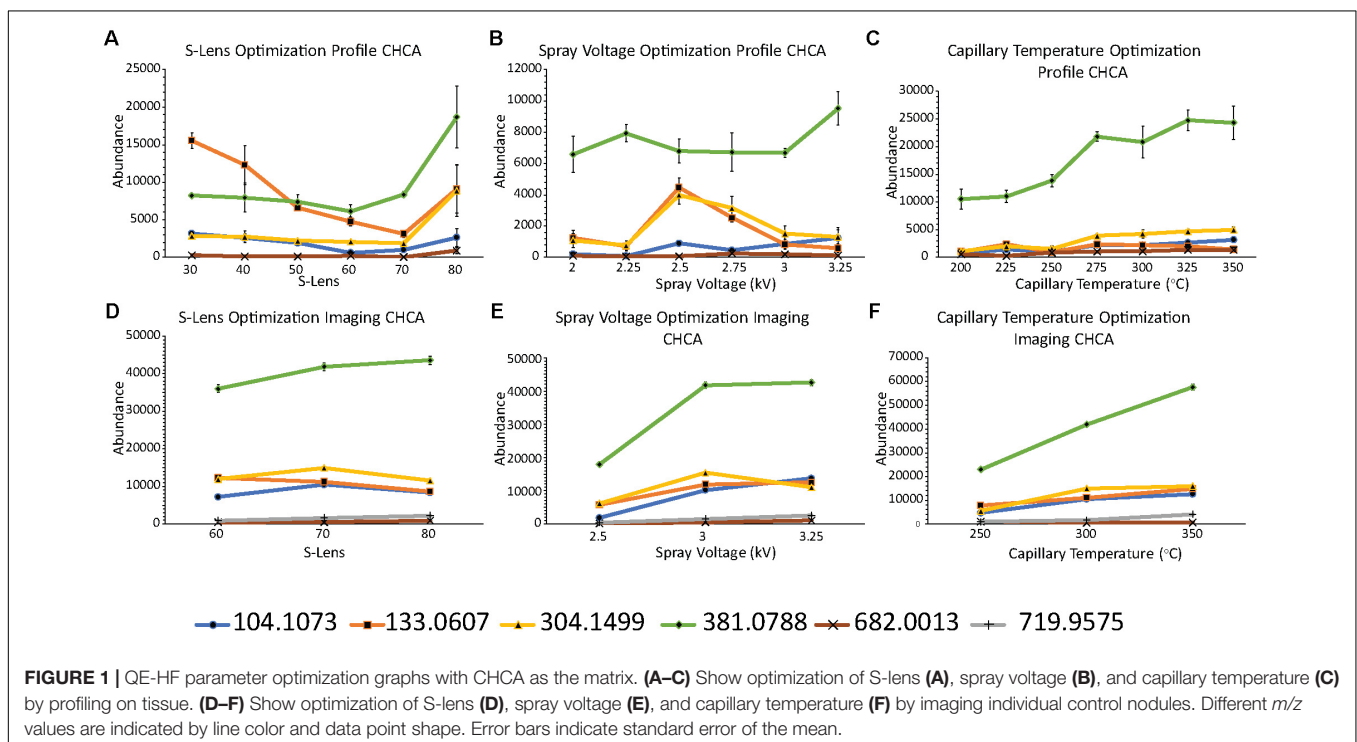 A
S-Lens Optimization Profile CHCA
25000
20000
15000
10000
5000
0
Abundance
30 40 50 60 70 80
S-Lens
B
Spray Voltage Optimization Profile CHCA
12000
10000
8000
6000
4000
2000
0
Abundance
2 2.25 2.5 2.75 3 3.25
Spray Voltage (kV)
C
Capillary Temperature Optimization
Profile CHCA
30000
25000
20000
15000
10000
5000
0
Abundance
200 225 250 275 300 325 350
Capillary Temperature (°C)
D
S-Lens Optimization Imaging CHCA
50000
40000
30000
20000
10000
0
Abundance
60 70 80
S-Lens
E
Spray Voltage Optimization Imaging
CHCA
50000
40000
30000
20000
10000
0
Abundance
2.5 3 3.25
Spray Voltage (kV)
F
Capillary Temperature Optimization
Imaging CHCA
70000
60000
50000
40000
30000
20000
10000
0
Abundance
250 300 350
Capillary Temperature (°C)
104.1073 133.0607 304.1499 381.0788 682.0013 719.9575
FIGURE 1 | QE-HF parameter optimization graphs with CHCA as the matrix. (A–C) Show optimization of S-lens (A), spray voltage (B), and capillary temperature (C)
by profiling on tissue. (D–F) Show optimization of S-lens (D), spray voltage (E), and capillary temperature (F) by imaging individual control nodules. Different m/z
values are indicated by line color and data point shape. Error bars indicate standard error of the mean.